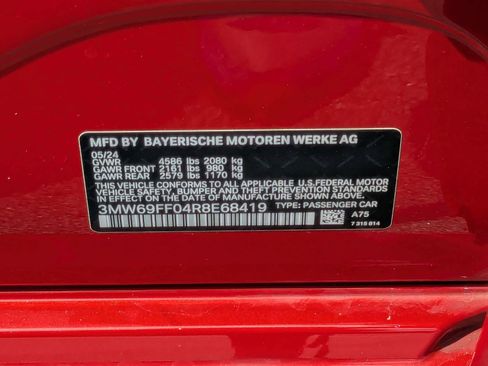 MFD BY BAYERISCHE MOTOREN WERKE AG
05/24
GVWR 4586 lbs 2080 kg
GAWR FRONT 2161 lbs 980 kg
GAWR REAR 2579 lbs 1170 kg
THIS VEHICLE CONFORMS TO ALL APPLICABLE U.S.FEDERAL MOTOR
VEHICLE SAFETY, BUMPER AND THEFT PREVENTION STANDARDS
IN EFFECT ON THE DATE OF MANUFACTURE SHOWN ABOVE.
3MW69FF04R8E68419 TYPE: PASSENGER CAR
A75
7 315 814